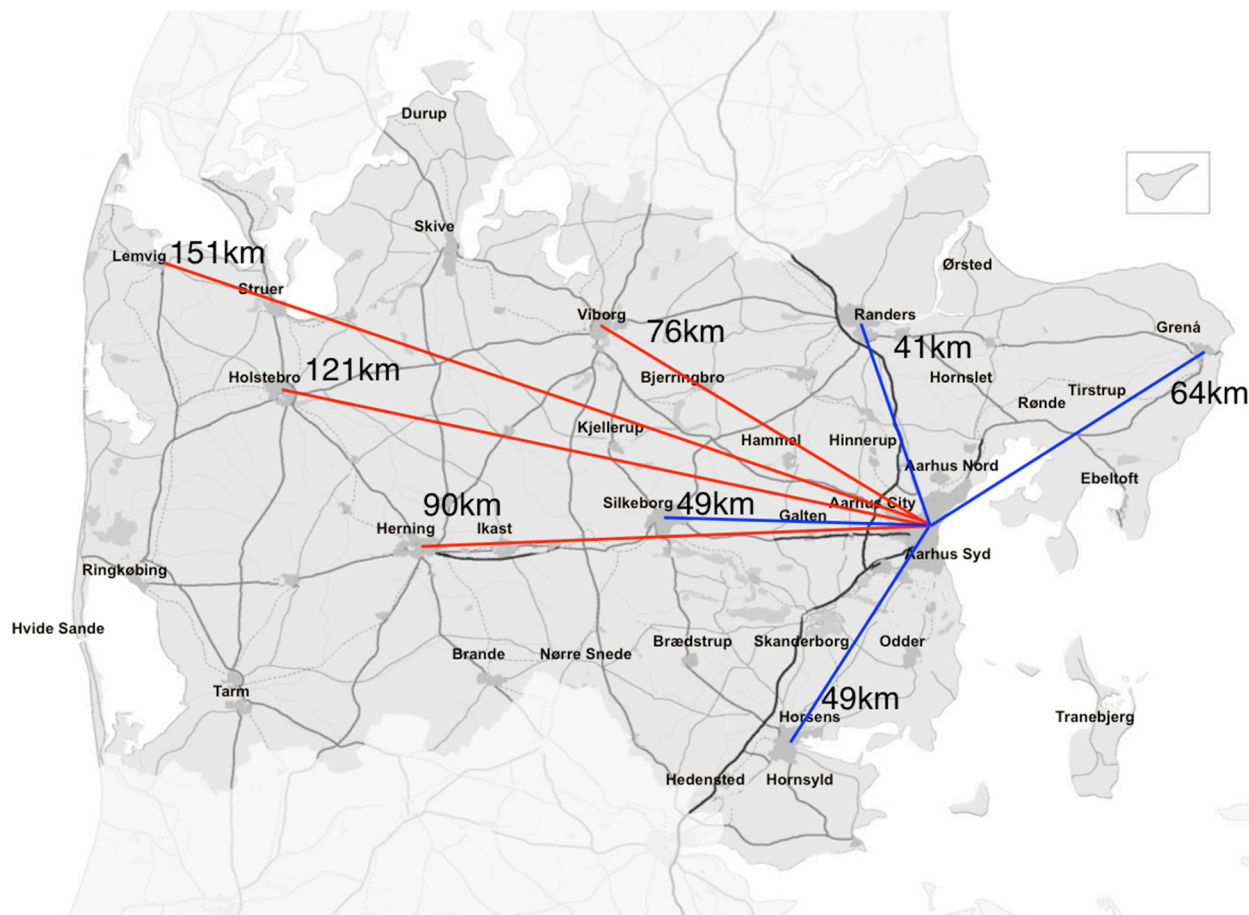 Durup
Skive
Lemvig 151km
Ørsted
Struer
Viborg
Randers
76km
Grenå
41km
Holstebro 121km
Bjerringbro
Hornslet
Tirstrup
64km
Rønde
Kjellerup
Hammel
Hinnerup
Aarhus Nord
Ebeltoft
90km
Silkeborg 49km
Aarhus City
Galten
Herning
Ikast
Aarhus Syd
Ringkøbing
Hvide Sande
Brande
Nørre Snede
Brædstrup
Skanderborg
Odder
Tarm
49km
Horsens
Tranebjerg
Hedensted
Hornsyld